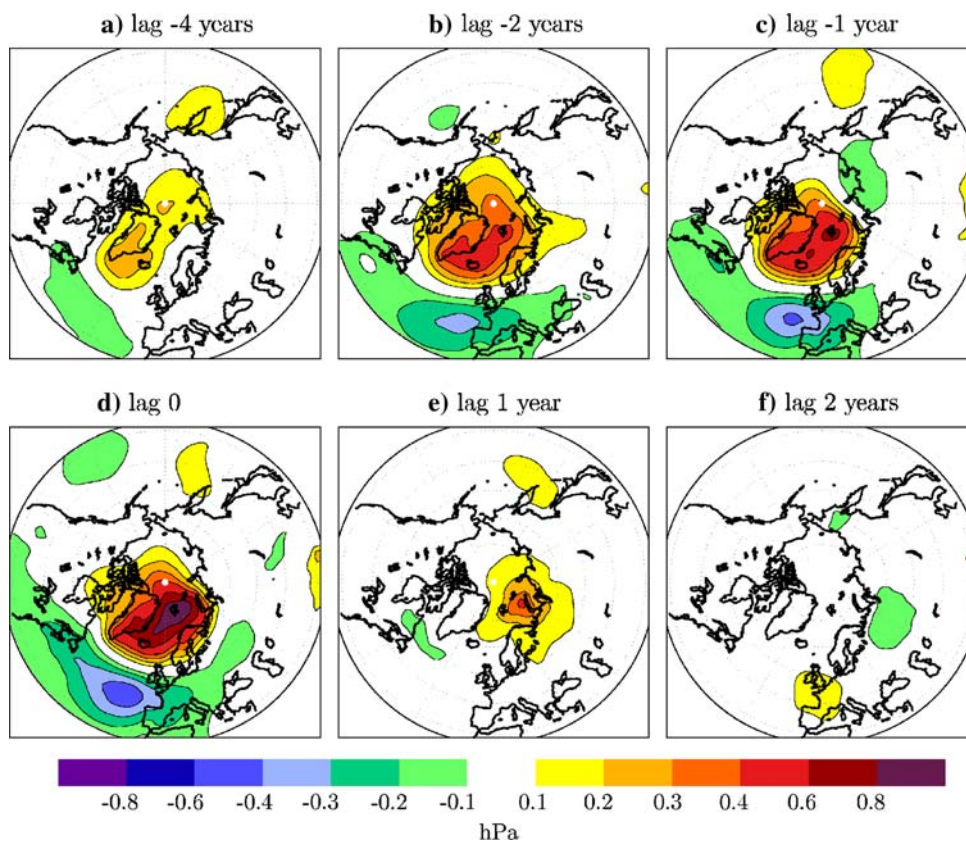 a) lag -4 years
b) lag -2 years
c) lag -1 year
d) lag 0
e) lag 1 year
f) lag 2 years
-0.8 -0.6 -0.4 -0.3 -0.2 -0.1 0.1 0.2 0.3 0.4 0.6 0.8
hPa